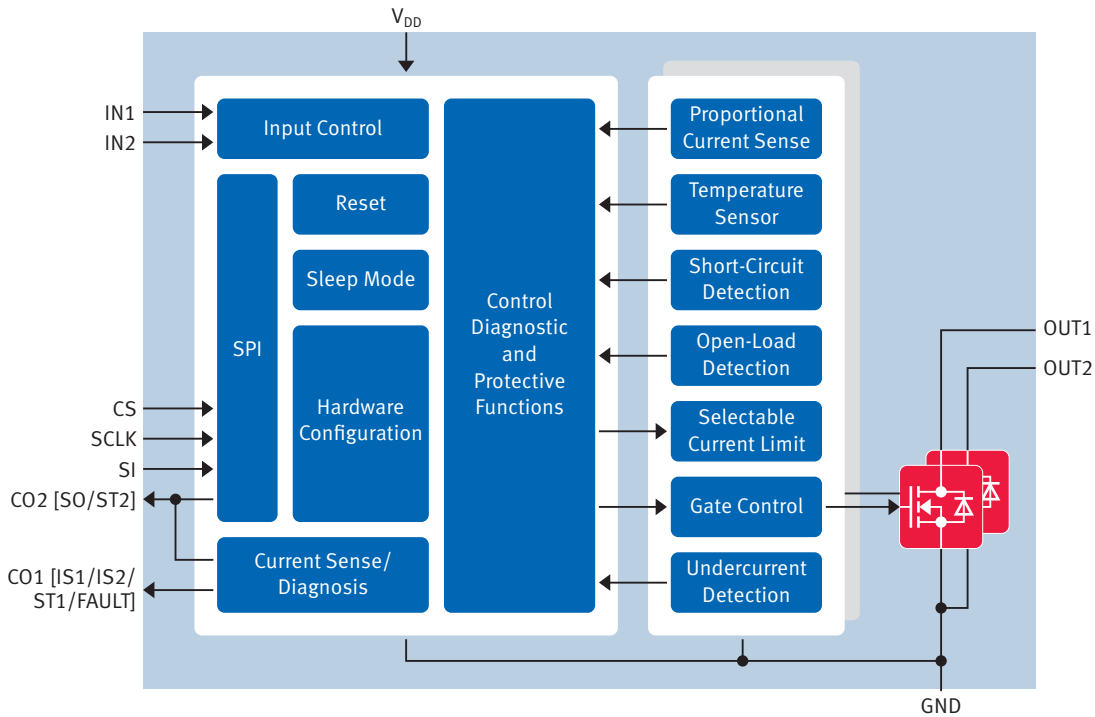 VDD
IN1
IN2
CS
SCLK
SI
CO2 [SO/ST2]
CO1 [IS1/IS2/
ST1/FAULT]
Input Control
SPI
Reset
Sleep Mode
Hardware
Configuration
Current Sense/
Diagnosis
Control
Diagnostic
and
Protective
Functions
Proportional
Current Sense
Temperature
Sensor
Short-Circuit
Detection
Open-Load
Detection
Selectable
Current Limit
Gate Control
Undercurrent
Detection
OUT1
OUT2
GND